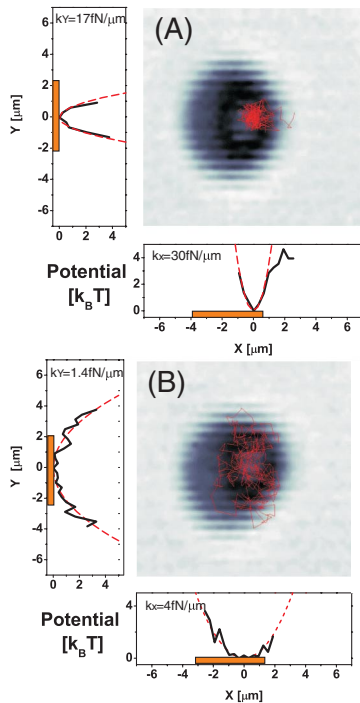 (A)
kY=17fN/µm
Y [µm]
6
4
2
0
-2
-4
-6
0 2 4
Potential
[kBT]
kx=30fN/µm
4
0
-6 -4 -2 0 2 4 6
X [µm]
(B)
kY=1.4fN/µm
Y [µm]
6
4
2
0
-2
-4
-6
0 2 4
Potential
[kBT]
kx=4fN/µm
4
0
-6 -4 -2 0 2 4 6
X [µm]